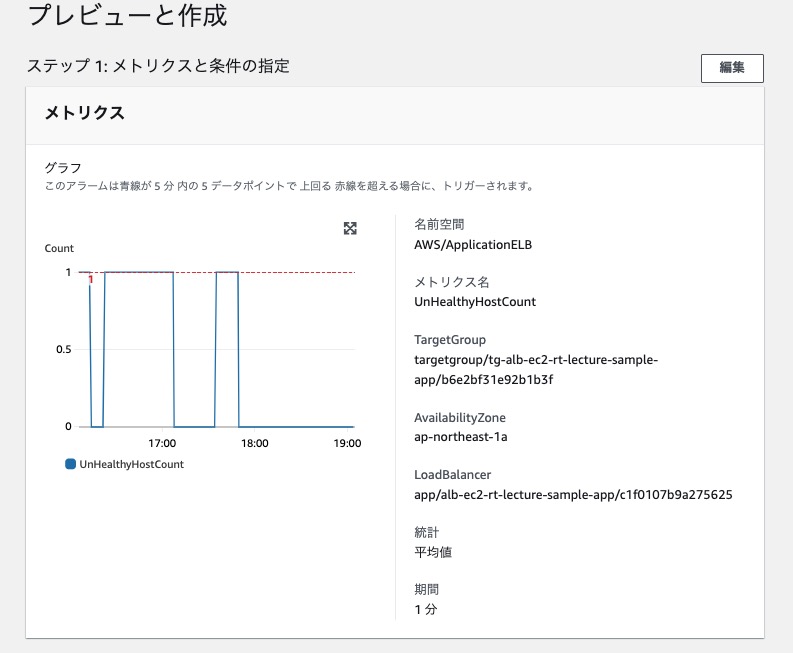 プレビューと作成
ステップ 1: メトリクスと条件の指定
編集
メトリクス
グラフ
このアラームは青線が 5 分 内の 5 データポイントで 上回る 赤線を超える場合に、トリガーされます。
Count
1
1
0.5
0
17:00
18:00
19:00
UnHealthyHostCount
名前空間
AWS/ApplicationELB
メトリクス名
UnHealthyHostCount
TargetGroup
targetgroup/tg-alb-ec2-rt-lecture-sample-
app/b6e2bf31e92b1b3f
AvailabilityZone
ap-northeast-1a
LoadBalancer
app/alb-ec2-rt-lecture-sample-app/c1f0107b9a275625
統計
平均値
期間
1 分